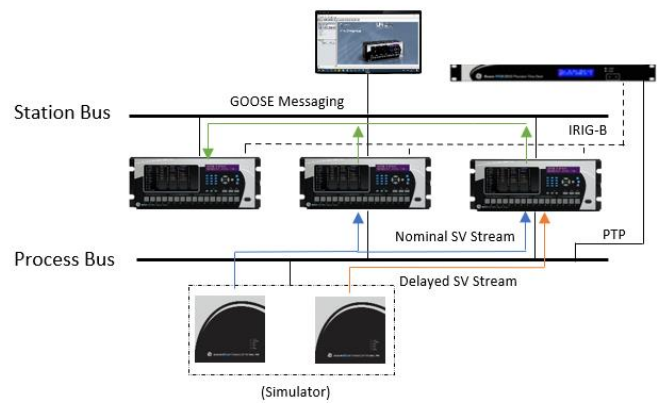 GOOSE Messaging
Station Bus
IRIG-B
Nominal SV Stream
PTP
Process Bus
Delayed SV Stream
(Simulator)